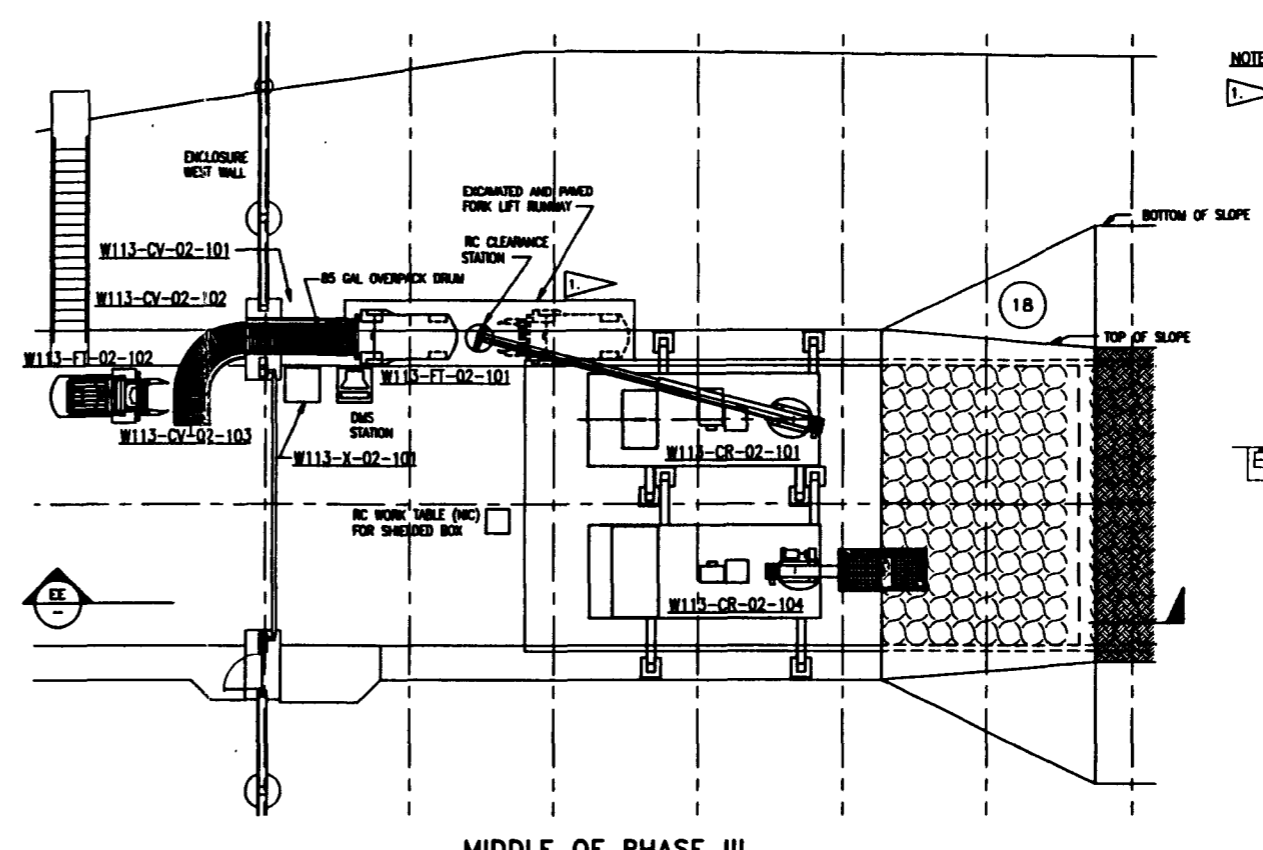 NOTE
1.
ENCLOSURE
WEST WALL
EXCAVATED AND PAVED
FORK LIFT RUNWAY
BOTTOM OF SLOPE
RC CLEARANCE
STATION
W113-CV-02-101
85 GAL OVERPACK DRUM
1.
W113-CV-02-102
18
TOP OF SLOPE
W113-FT-02-102
W113-FT-02-101
DMS
STATION
W113-CV-02-103
W113-X-02-101
W113-CR-02-101
E
RC WORK TABLE (NIC)
FOR SHIELDED BOX
EE
-
W113-CR-02-104
MIDDLE OF PHASE III